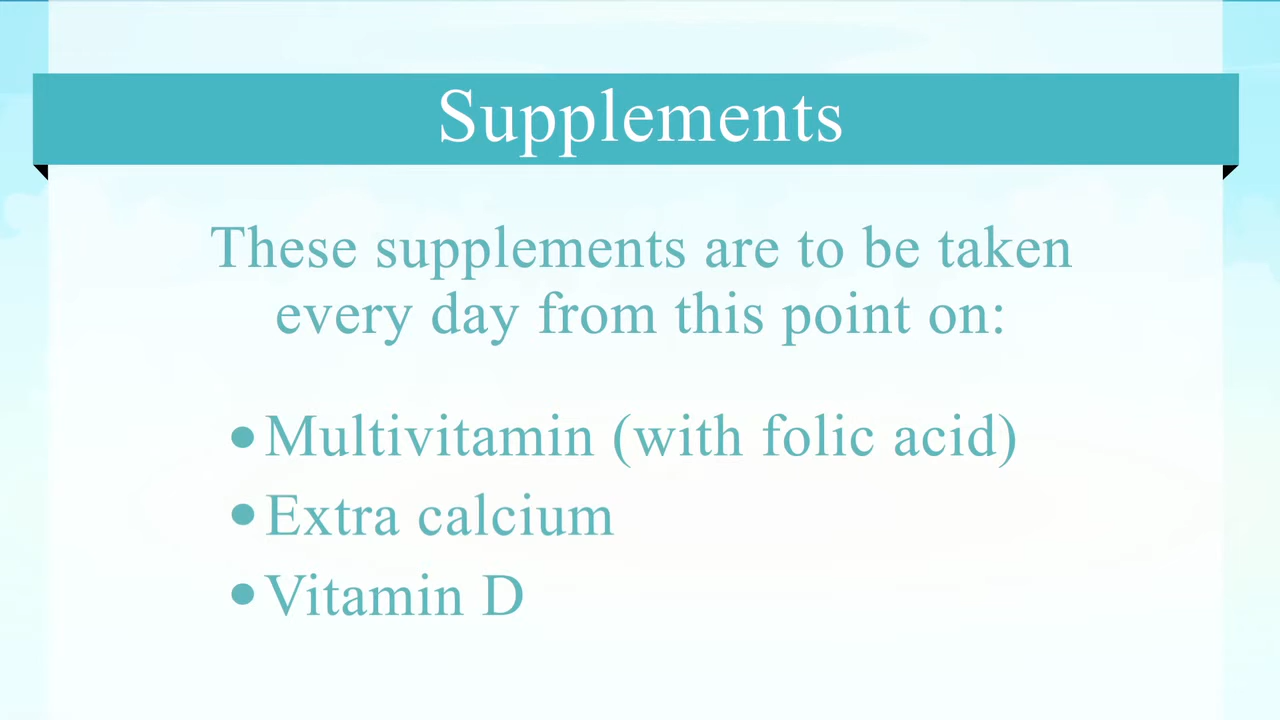 Supplements
These supplements are to be taken
every day from this point on:
• Multivitamin (with folic acid)
• Extra calcium
• Vitamin D